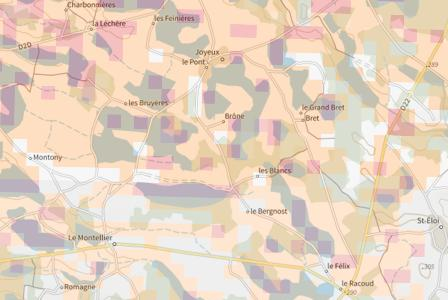 Charbonnières
la Léchère
les Feinières
D2D
Joyeux
le Pont
les Bruyères
le Grand Bret
Bret
D22
Brône
Montony
les Blancs
le Bergnost
St-Éloi
Le Montellier
le Félix
le Racoud
Romagne